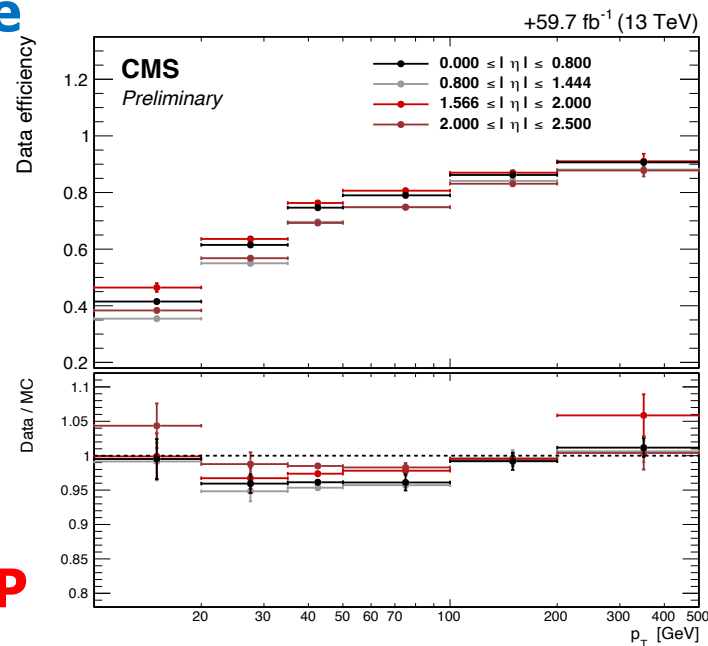 e
+59.7 fb⁻¹ (13 TeV)
Data efficiency
CMS
Preliminary
0.000 ≤ | η | ≤ 0.800
0.800 ≤ | η | ≤ 1.444
1.566 ≤ | η | ≤ 2.000
2.000 ≤ | η | ≤ 2.500
1.2
1
0.8
0.6
0.4
0.2
Data / MC
1.1
1.05
1
0.95
0.9
0.85
0.8
P
20 30 40 50 60 70 100 200 300 400 500
p_T [GeV]